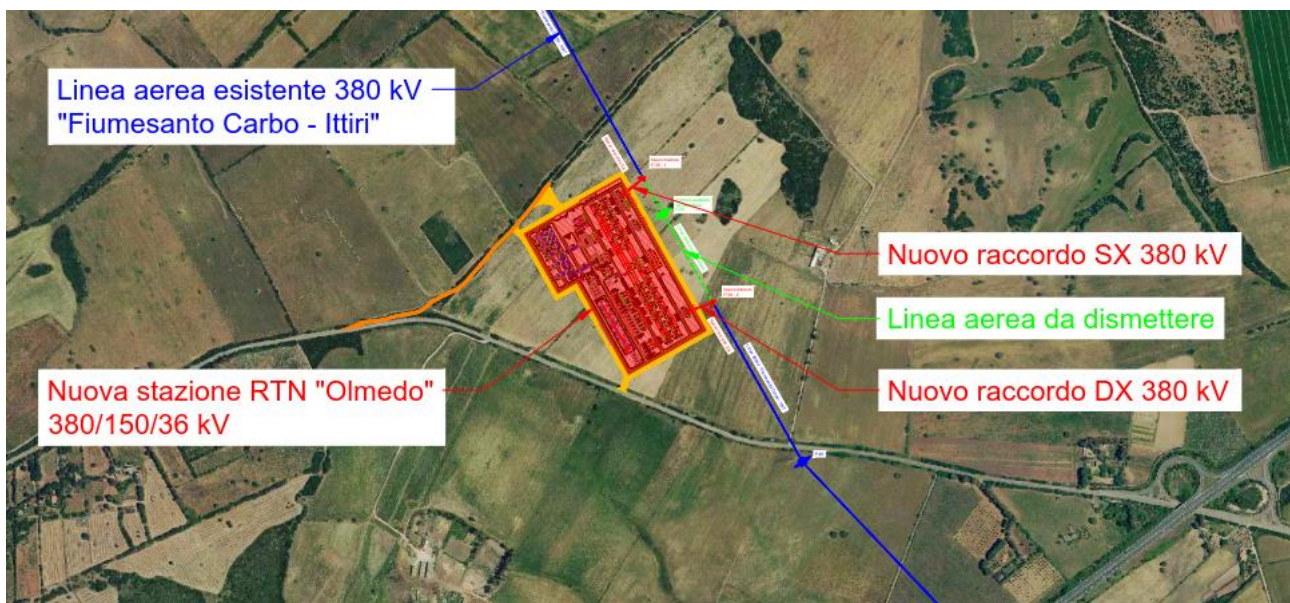 Linea aerea esistente 380 kV
"Fiumesanto Carbo - Ittiri"
Nuovo raccordo SX 380 kV
Linea aerea da dismettere
Nuova stazione RTN "Olmedo"
380/150/36 kV
Nuovo raccordo DX 380 kV